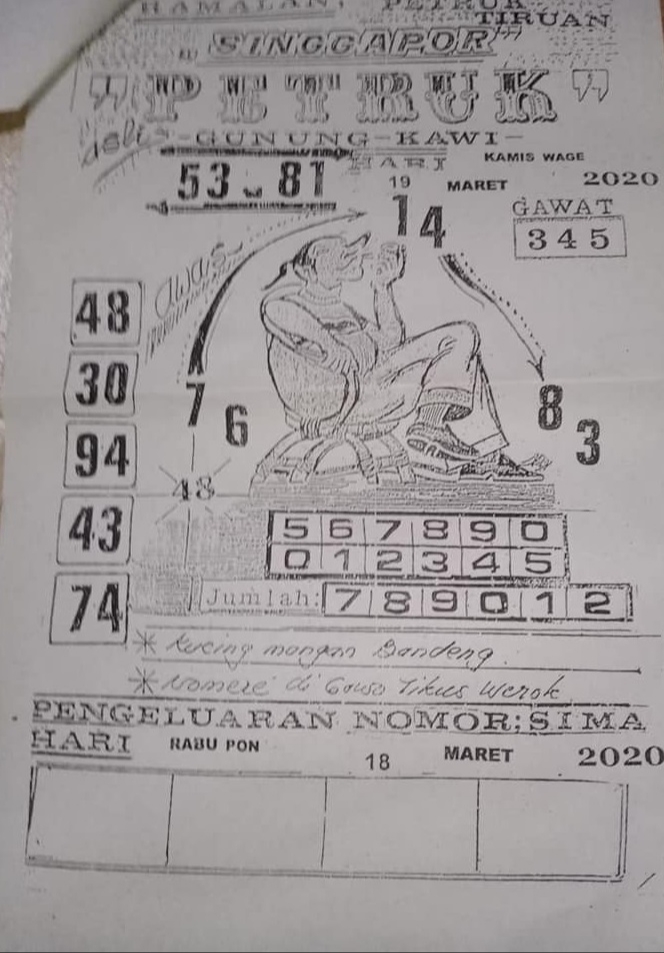 RAMALAN; PETRUK
TIRUAN
"SINGGAPOR"
"PETRUK"
asli
-GUNUNG-KAWI-
HARI KAMIS WAGE
53-81
19 MARET 2020
14
GAWAT
345
awas
48
30
7
6
8
3
94
48
43
5 6 7 8 9 0
0 1 2 3 4 5
74
Jumlah: 7 8 9 0 1 2
* Kucing mangan Bandeng.
* Nomere di Gowo Tikus Werok
PENGELUARAN NOMOR; SIMA
HARI RABU PON 18 MARET 2020